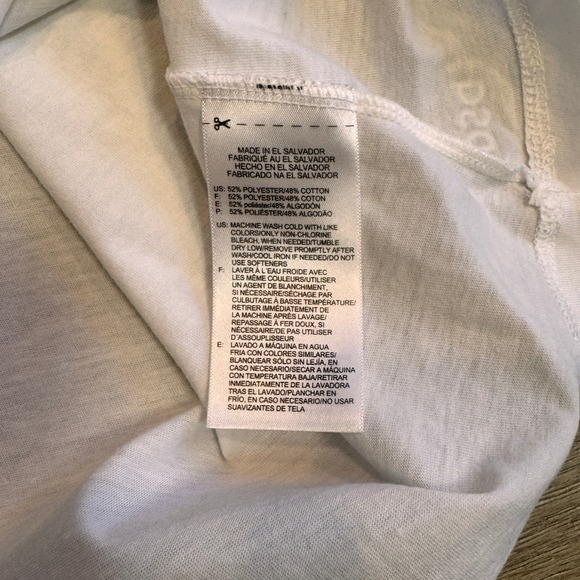 MADE IN EL SALVADOR
FABRIQUÉ AU EL SALVADOR
HECHO EN EL SALVADOR
FABRICADO NA EL SALVADOR
US: 52% POLYESTER/48% COTTON
F: 52% POLYESTER/48% COTON
E: 52% poliéster/48% ALGODÓN
P: 52% POLIÉSTER/48% ALGODÃO
US: MACHINE WASH COLD WITH LIKE
COLORS/ONLY NON-CHLORINE
BLEACH, WHEN NEEDED/TUMBLE
DRY LOW/REMOVE PROMPTLY AFTER
WASH/COOL IRON IF NEEDED/DO NOT
USE SOFTENERS
F: LAVER À L'EAU FROIDE AVEC
LES MÊME COULEURS/UTILISER
UN AGENT DE BLANCHIMENT,
SI NÉCESSAIRE/SÉCHAGE PAR
CULBUTAGE À BASSE TEMPÉRATURE/
RETIRER IMMÉDIATEMENT DE
LA MACHINE APRÈS LAVAGE/
REPASSAGE À FER DOUX, SI
NÉCESSAIRE/DE PAS UTILISER
D'ASSOUPLISSEUR
E: LAVADO A MÁQUINA EN AGUA
FRIA CON COLORES SIMILARES/
BLANQUEAR SÓLO SIN LEJÍA, EN
CASO NECESARIO/SECAR A MÁQUINA
CON TEMPERATURA BAJA/RETIRAR
INMEDIATAMENTE DE LA LAVADORA
TRAS EL LAVADO/PLANCHAR EN
FRÍO, EN CASO NECESARIO/NO USAR
SUAVIZANTES DE TELA